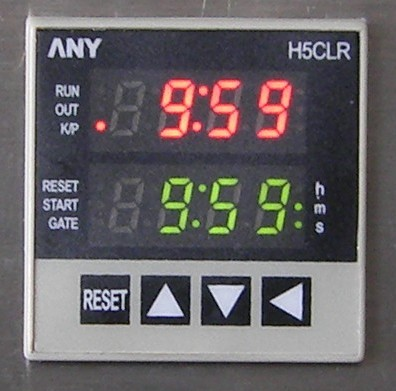 ANY H5CLR
RUN
OUT
K/P
9:59
RESET
START
GATE
9:59:
h
m
s
RESET